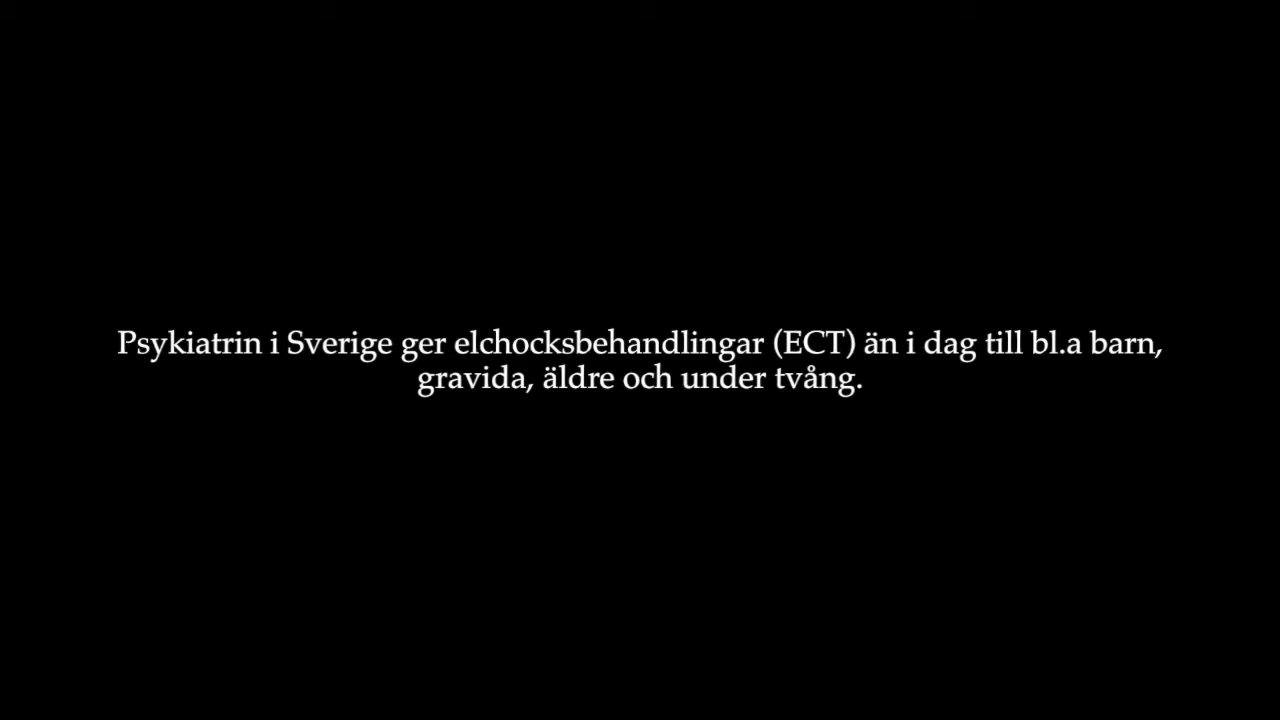 Psykiatrin i Sverige ger elchocksbehandlingar (ECT) än i dag till bl.a barn,
gravida, äldre och under tvång.